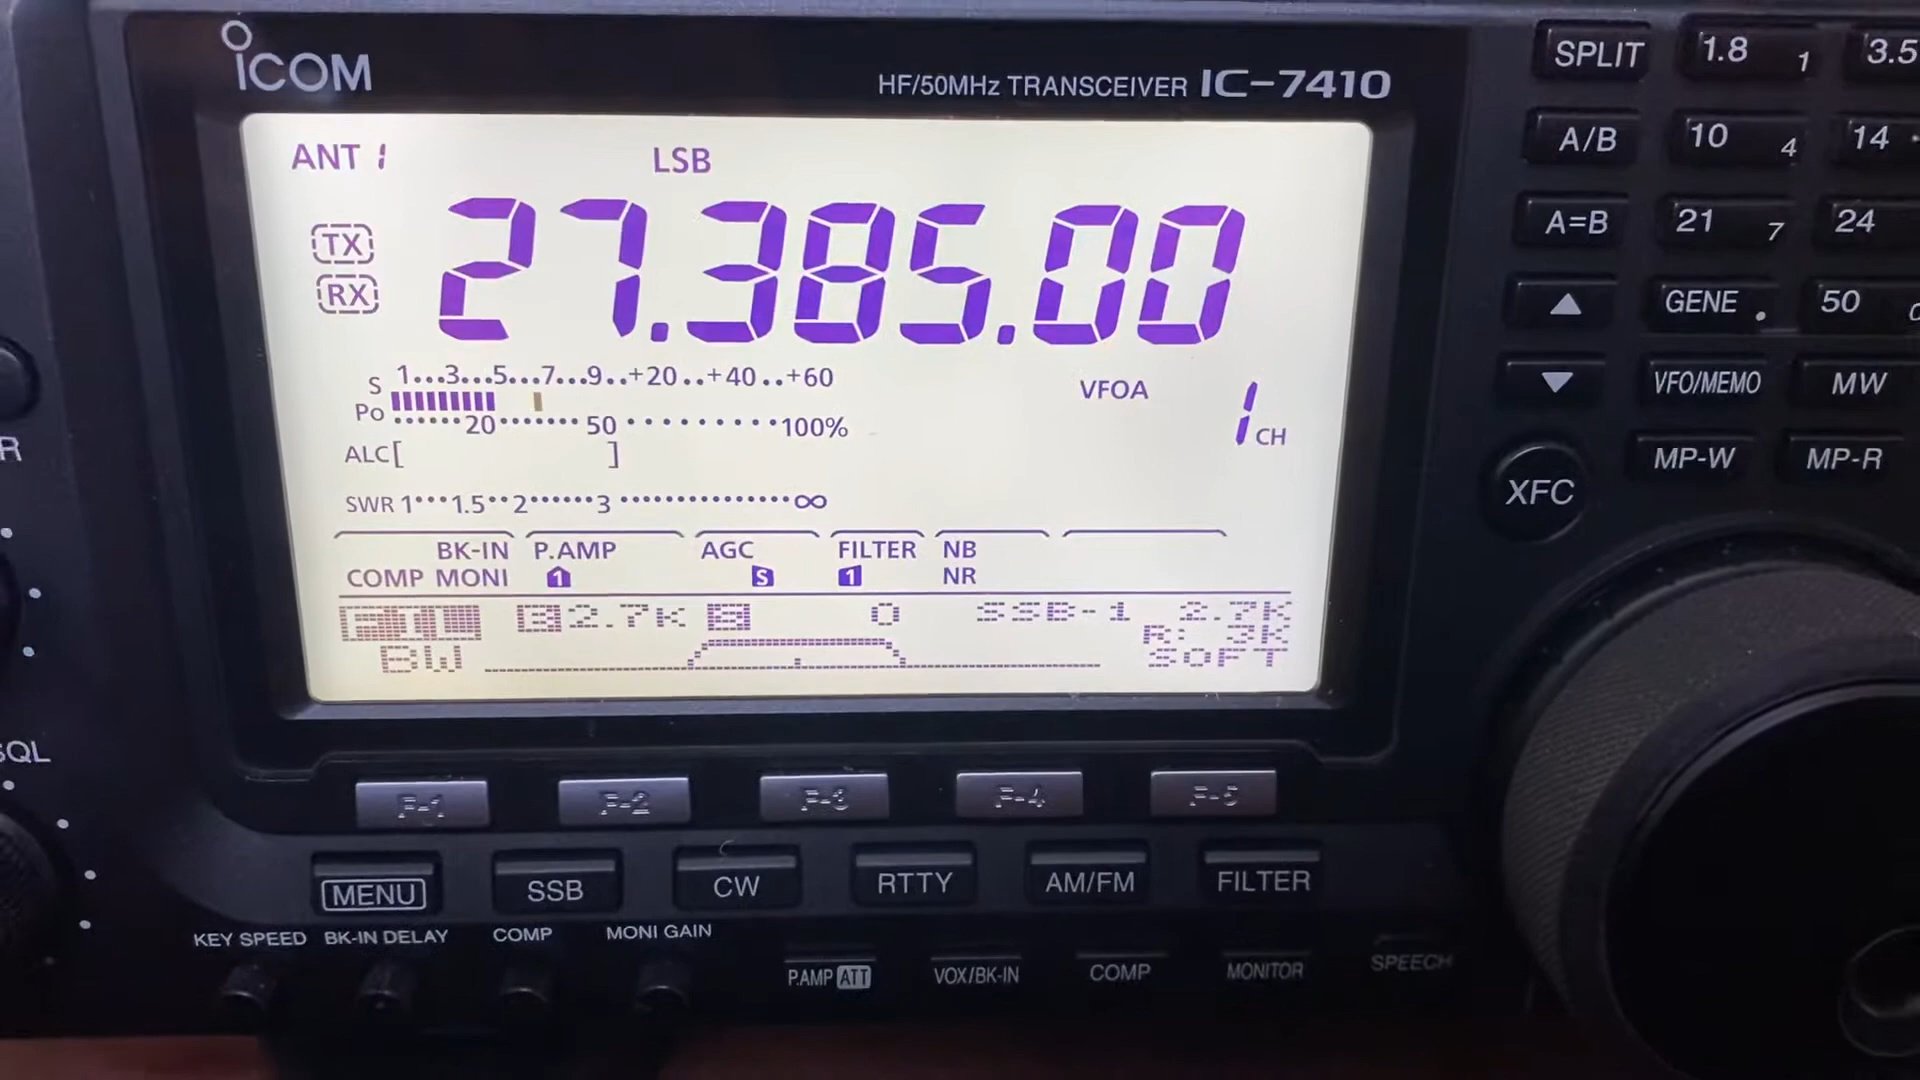 ICOM
HF/50MHz TRANSCEIVER IC-7410
ANT 1 LSB
TX 27.385.00
RX
S 1...3...5...7...9..+20..+40..+60
Po ......20.......50.........100%
VFOA 1 CH
ALC[ ]
SWR 1•••1.5••2••••••3 •••••••••••••••∞
BK-IN P.AMP AGC FILTER NB
COMP MONI 1 S 1 NR
2.7K 0 SSB-1 2.7K
R: 3K
BW SOFT
F-1 F-2 F-3 F-4 F-5
MENU SSB CW RTTY AM/FM FILTER
KEY SPEED BK-IN DELAY COMP MONI GAIN
P.AMP ATT VOX/BK-IN COMP MONITOR SPEECH
SPLIT 1.8 1 3.5
A/B 10 4 14
A=B 21 7 24
▲ GENE . 50
▼ VFO/MEMO MW
XFC MP-W MP-R
R
SQL